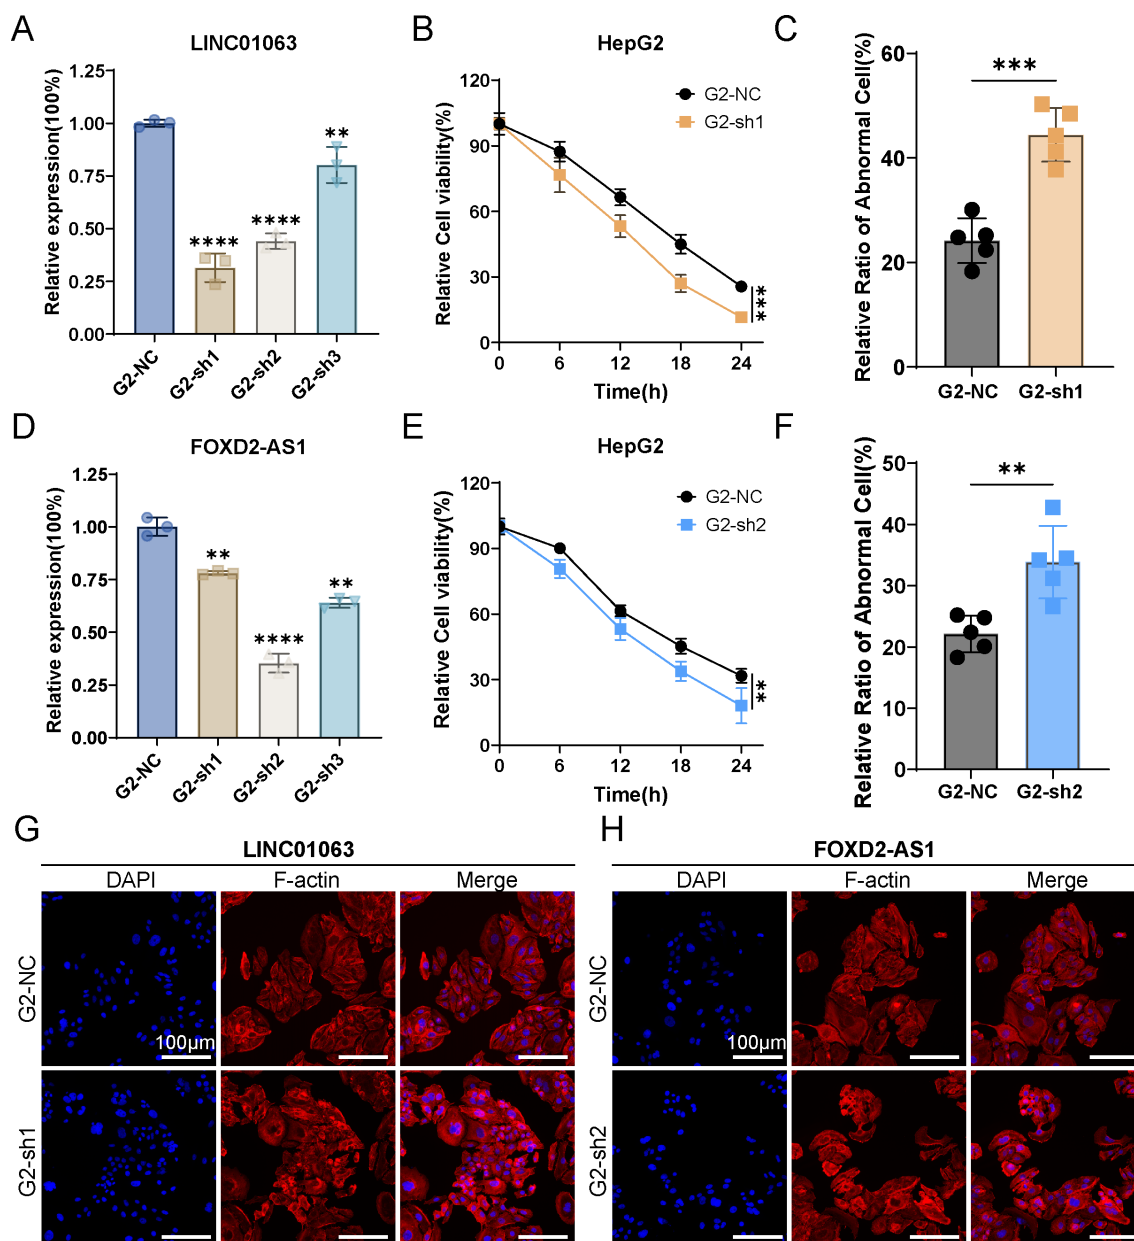 A
LINC01063
Relative expression(100%)
1.25
1.00
0.75
0.50
0.25
0.00
****
****
**
G2-NC
G2-sh1
G2-sh2
G2-sh3
B
HepG2
Relative Cell viability(%)
120
90
60
30
0
G2-NC
G2-sh1
***
0 6 12 18 24
Time(h)
C
Relative Ratio of Abnormal Cell(%)
60
40
20
0
***
G2-NC G2-sh1
D
FOXD2-AS1
Relative expression(100%)
1.25
1.00
0.75
0.50
0.25
0.00
**
****
**
G2-NC
G2-sh1
G2-sh2
G2-sh3
E
HepG2
Relative Cell viability(%)
120
90
60
30
0
G2-NC
G2-sh2
**
0 6 12 18 24
Time(h)
F
Relative Ratio of Abnormal Cell(%)
50
40
30
20
10
0
**
G2-NC G2-sh2
G
LINC01063
DAPI F-actin Merge
G2-NC
100μm
G2-sh1
H
FOXD2-AS1
DAPI F-actin Merge
G2-NC
100μm
G2-sh2